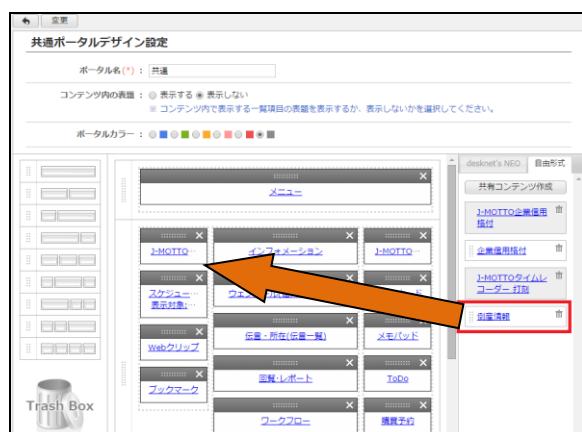 変更
共通ポータルデザイン設定
ポータル名(*) : 共通
コンテンツ内の表題 : 表示する 表示しない
※ コンテンツ内で表示する一覧項目の表題を表示するか、表示しないかを選択してください。
ポータルカラー :
メニュー
J-MOTTO…
インフォメーション
J-MOTTO…
スケジュー…
表示対象:…
伝言・所在(伝言一覧)
メモパッド
Webクリップ
回覧・レポート
ToDo
ブックマーク
ワークフロー
購買予約
Trash Box
desknet's NEO
自由形式
共有コンテンツ作成
J-MOTTO企業信用
格付
企業信用格付
J-MOTTOタイムレ
コーダー 打刻
倒産情報